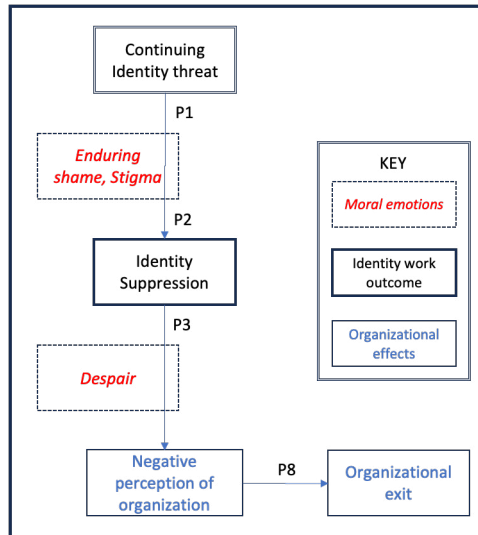 Continuing
Identity threat
P1
Enduring
shame, Stigma
P2
Identity
Suppression
P3
Despair
Negative
perception of
organization
P8
Organizational
exit
KEY
Moral emotions
Identity work
outcome
Organizational
effects